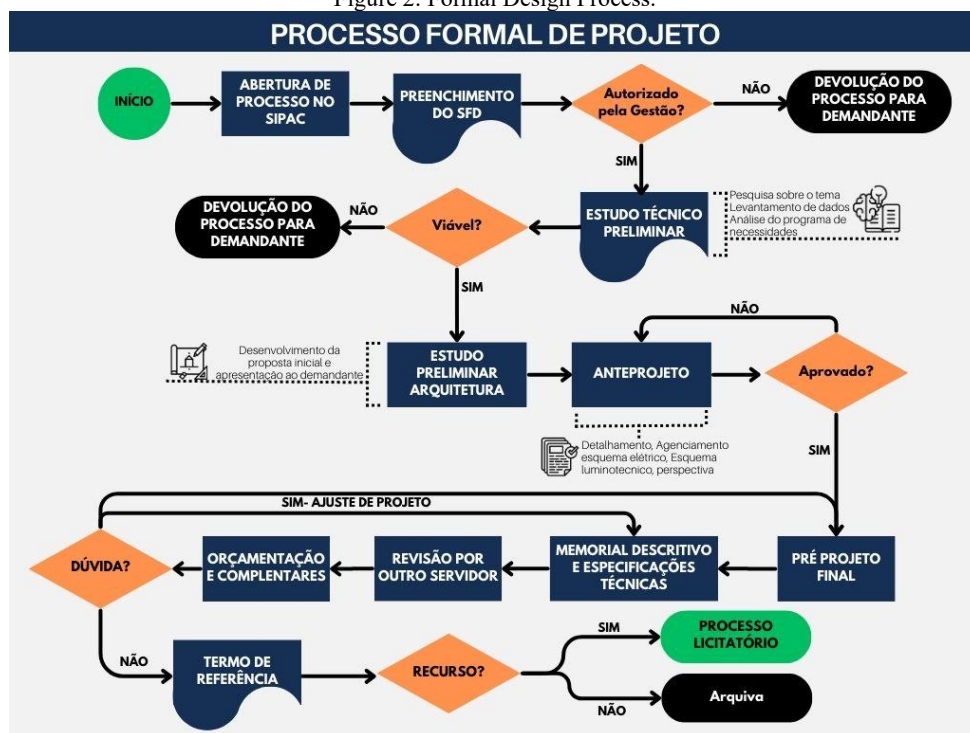 Figure 2. Formal Design Process.
PROCESSO FORMAL DE PROJETO
INÍCIO
ABERTURA DE
PROCESSO NO
SIPAC
PREENCHIMENTO
DO SFD
Autorizado
pela Gestão?
NÃO
DEVOLUÇÃO DO
PROCESSO PARA
DEMANDANTE
SIM
DEVOLUÇÃO DO
PROCESSO PARA
DEMANDANTE
NÃO
Viável?
ESTUDO TÉCNICO
PRELIMINAR
Pesquisa sobre o tema
Levantamento de dados
Análise do programa de
necessidades
SIM
NÃO
Desenvolvimento da
proposta inicial e
apresentação ao demandante
ESTUDO
PRELIMINAR
ARQUITETURA
ANTEPROJETO
Aprovado?
Detalhamento, Agenciamento
esquema elétrico, Esquema
luminotecnico, perspectiva
SIM
SIM- AJUSTE DE PROJETO
DÚVIDA?
ORÇAMENTAÇÃO
E COMPLENTARES
REVISÃO POR
OUTRO SERVIDOR
MEMORIAL DESCRITIVO
E ESPECIFICAÇÕES
TÉCNICAS
PRÉ PROJETO
FINAL
NÃO
TERMO DE
REFERÊNCIA
RECURSO?
SIM
PROCESSO
LICITATÓRIO
NÃO
Arquiva